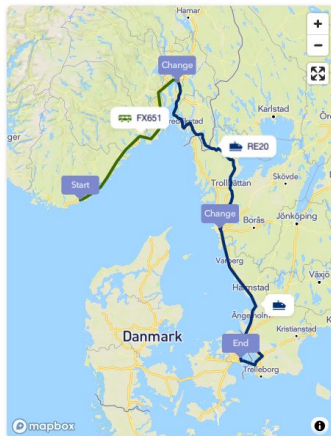 Hamar
+
−
Change
FX651
Karlstad
RE20
Start
Trollhättan
Skövde
Change
Borås
Jönköping
Varberg
Växjö
Halmstad
Ängelholm
Danmark
Kristianstad
End
Trelleborg
mapbox
i